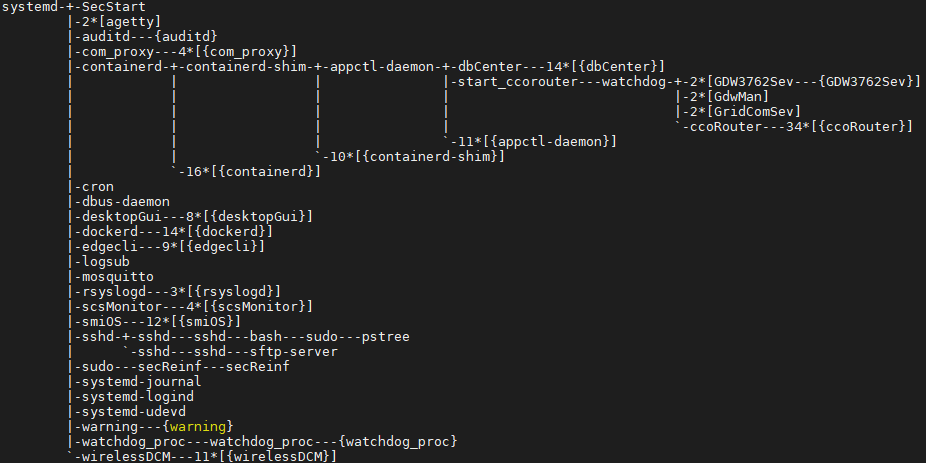 systemd-+-SecStart
        |-2*[agetty]
        |-auditd---{auditd}
        |-com_proxy---4*[{com_proxy}]
        |-containerd-+-containerd-shim-+-appctl-daemon-+-dbCenter---14*[{dbCenter}]
        |            |                 |               |-start_ccorouter---watchdog-+-2*[GDW3762Sev---{GDW3762Sev}]
        |            |                 |               |                            |-2*[GdwMan]
        |            |                 |               |                            |-2*[GridComSev]
        |            |                 |               |                            `-ccoRouter---34*[{ccoRouter}]
        |            |                 |               `-11*[{appctl-daemon}]
        |            |                 `-10*[{containerd-shim}]
        |            `-16*[{containerd}]
        |-cron
        |-dbus-daemon
        |-desktopGui---8*[{desktopGui}]
        |-dockerd---14*[{dockerd}]
        |-edgecli---9*[{edgecli}]
        |-logsub
        |-mosquitto
        |-rsyslogd---3*[{rsyslogd}]
        |-scsMonitor---4*[{scsMonitor}]
        |-smiOS---12*[{smiOS}]
        |-sshd-+-sshd---sshd---bash---sudo---pstree
        |      `-sshd---sshd---sftp-server
        |-sudo---secReinf---secReinf
        |-systemd-journal
        |-systemd-logind
        |-systemd-udevd
        |-warning---{warning}
        |-watchdog_proc---watchdog_proc---{watchdog_proc}
        `-wirelessDCM---11*[{wirelessDCM}]